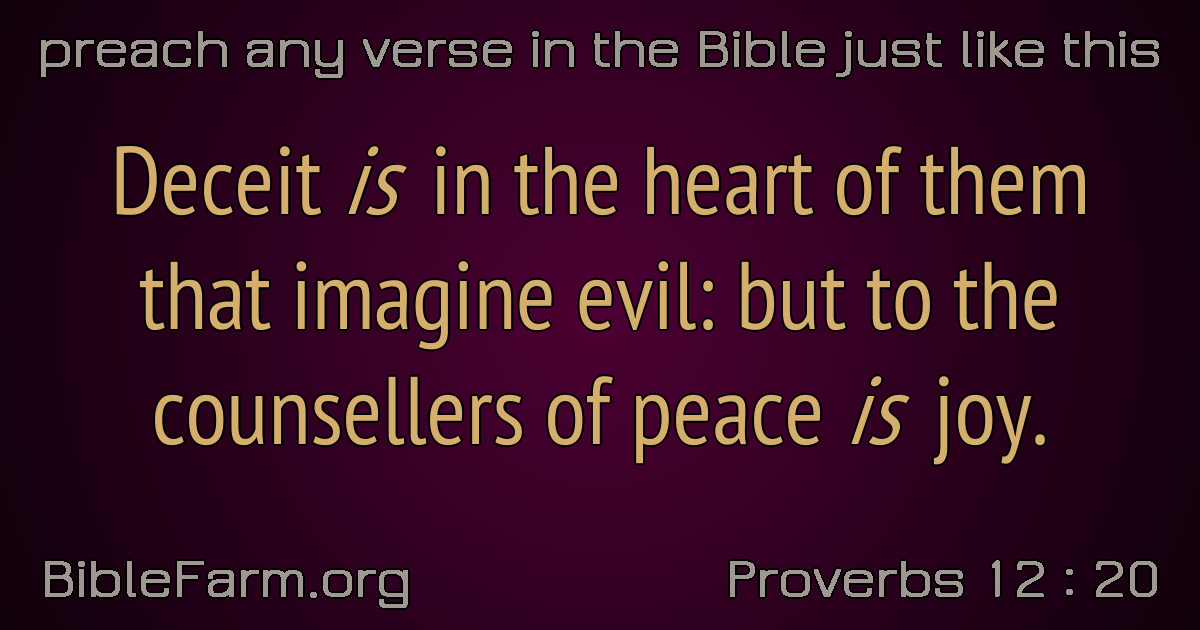 preach any verse in the Bible just like this
Deceit is in the heart of them
that imagine evil: but to the
counsellers of peace is joy.
BibleFarm.org
Proverbs 12 : 20